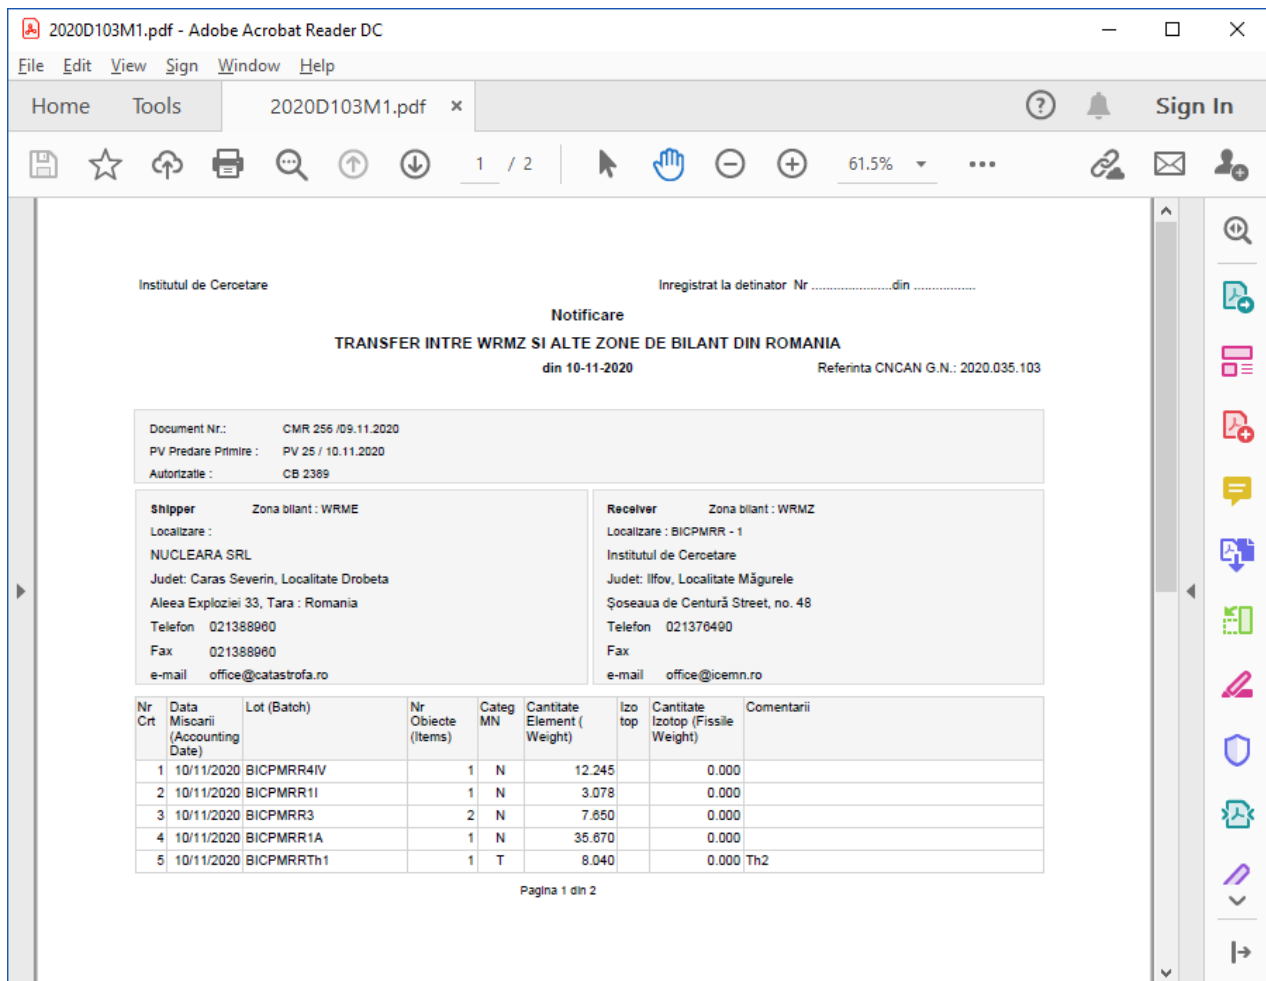 2020D103M1.pdf - Adobe Acrobat Reader DC
File Edit View Sign Window Help
Home Tools 2020D103M1.pdf × Sign In
1 / 2 61.5%
Institutul de Cercetare Inregistrat la detinator Nr ......................din .................
Notificare
TRANSFER INTRE WRMZ SI ALTE ZONE DE BILANT DIN ROMANIA
din 10-11-2020 Referinta CNCAN G.N.: 2020.035.103
Document Nr.: CMR 256 /09.11.2020
PV Predare Primire : PV 25 / 10.11.2020
Autorizatie : CB 2389
Shipper Zona bilant : WRME
Localizare :
NUCLEARA SRL
Judet: Caras Severin, Localitate Drobeta
Aleea Exploziei 33, Tara : Romania
Telefon 021388960
Fax 021388960
e-mail office@catastrofa.ro
Receiver Zona bilant : WRMZ
Localizare : BICPMRR - 1
Institutul de Cercetare
Judet: Ilfov, Localitate Măgurele
Șoseaua de Centură Street, no. 48
Telefon 021376490
Fax
e-mail office@icemn.ro
Nr Crt Data Miscarii (Accounting Date) Lot (Batch) Nr Obiecte (Items) Categ MN Cantitate Element ( Weight) Izo top Cantitate Izotop (Fissile Weight) Comentarii
1 10/11/2020 BICPMRR4IV 1 N 12.245 0.000
2 10/11/2020 BICPMRR1I 1 N 3.078 0.000
3 10/11/2020 BICPMRR3 2 N 7.650 0.000
4 10/11/2020 BICPMRR1A 1 N 35.670 0.000
5 10/11/2020 BICPMRRTh1 1 T 8.040 0.000 Th2
Pagina 1 din 2